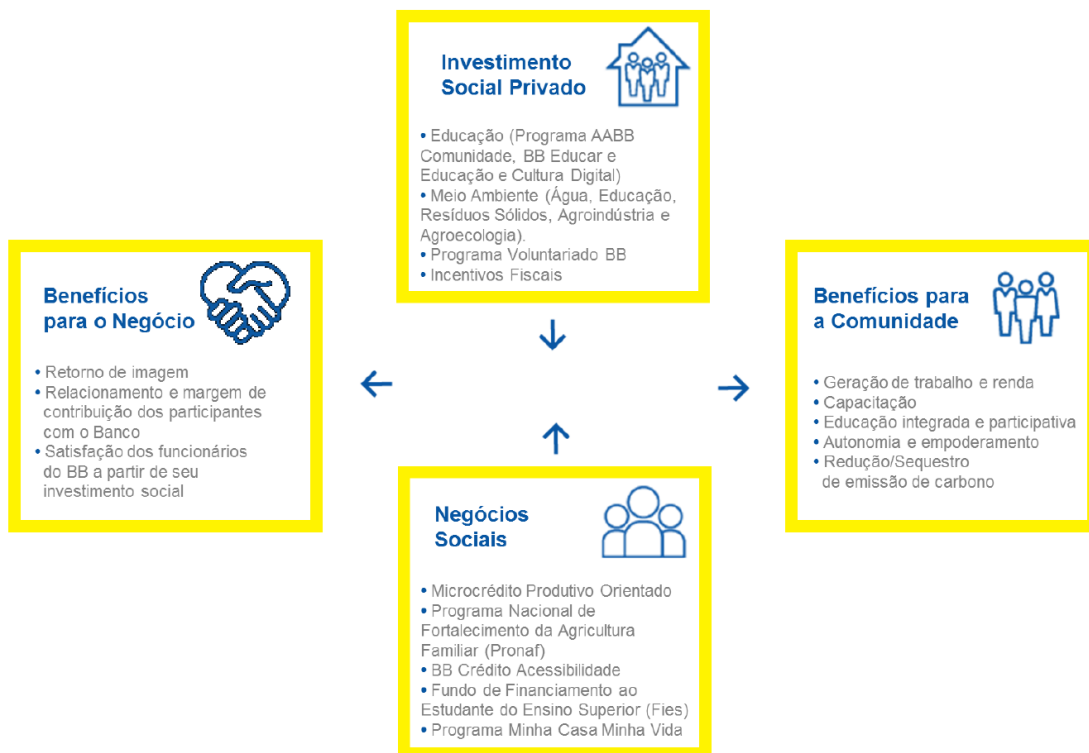 Investimento
Social Privado
• Educação (Programa AABB
Comunidade, BB Educar e
Educação e Cultura Digital)
• Meio Ambiente (Água, Educação,
Resíduos Sólidos, Agroindústria e
Agroecologia).
• Programa Voluntariado BB
• Incentivos Fiscais
Benefícios
para o Negócio
• Retorno de imagem
• Relacionamento e margem de
contribuição dos participantes
com o Banco
• Satisfação dos funcionários
do BB a partir de seu
investimento social
Benefícios para
a Comunidade
• Geração de trabalho e renda
• Capacitação
• Educação integrada e participativa
• Autonomia e empoderamento
• Redução/Sequestro
de emissão de carbono
Negócios
Sociais
• Microcrédito Produtivo Orientado
• Programa Nacional de
Fortalecimento da Agricultura
Familiar (Pronaf)
• BB Crédito Acessibilidade
• Fundo de Financiamento ao
Estudante do Ensino Superior (Fies)
• Programa Minha Casa Minha Vida